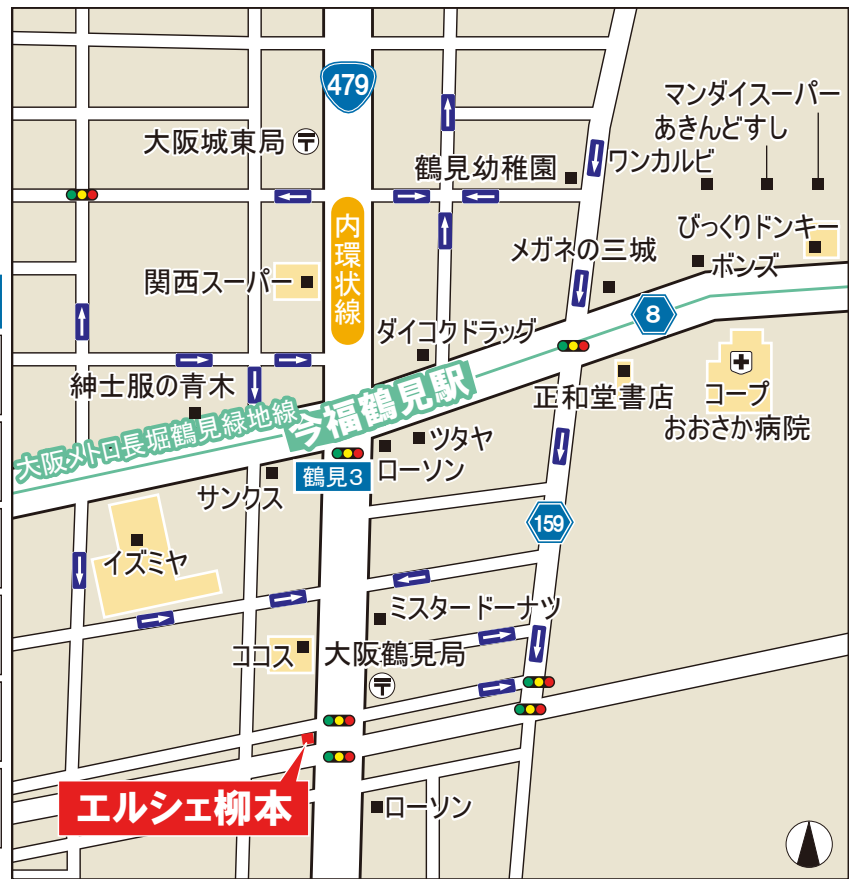 479
マンダイスーパー
あきんどすし
大阪城東局
鶴見幼稚園
ワンカルビ
内環状線
びっくりドンキー
メガネの三城
ボンズ
関西スーパー
8
ダイコクドラッグ
紳士服の青木
正和堂書店
コープ
おおさか病院
大阪メトロ長堀鶴見緑地線
今福鶴見駅
ツタヤ
ローソン
鶴見3
サンクス
159
イズミヤ
ミスタードーナツ
ココス
大阪鶴見局
エルシェ柳本
ローソン